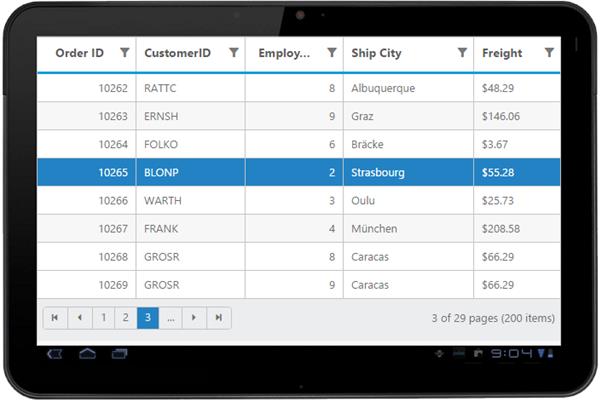 Order ID CustomerID Employ... Ship City Freight
10262 RATTC 8 Albuquerque $48.29
10263 ERNSH 9 Graz $146.06
10264 FOLKO 6 Bräcke $3.67
10265 BLONP 2 Strasbourg $55.28
10266 WARTH 3 Oulu $25.73
10267 FRANK 4 München $208.58
10268 GROSR 8 Caracas $66.29
10269 GROSR 9 Caracas $66.29
1 2 3 ... 3 of 29 pages (200 items)
9:04